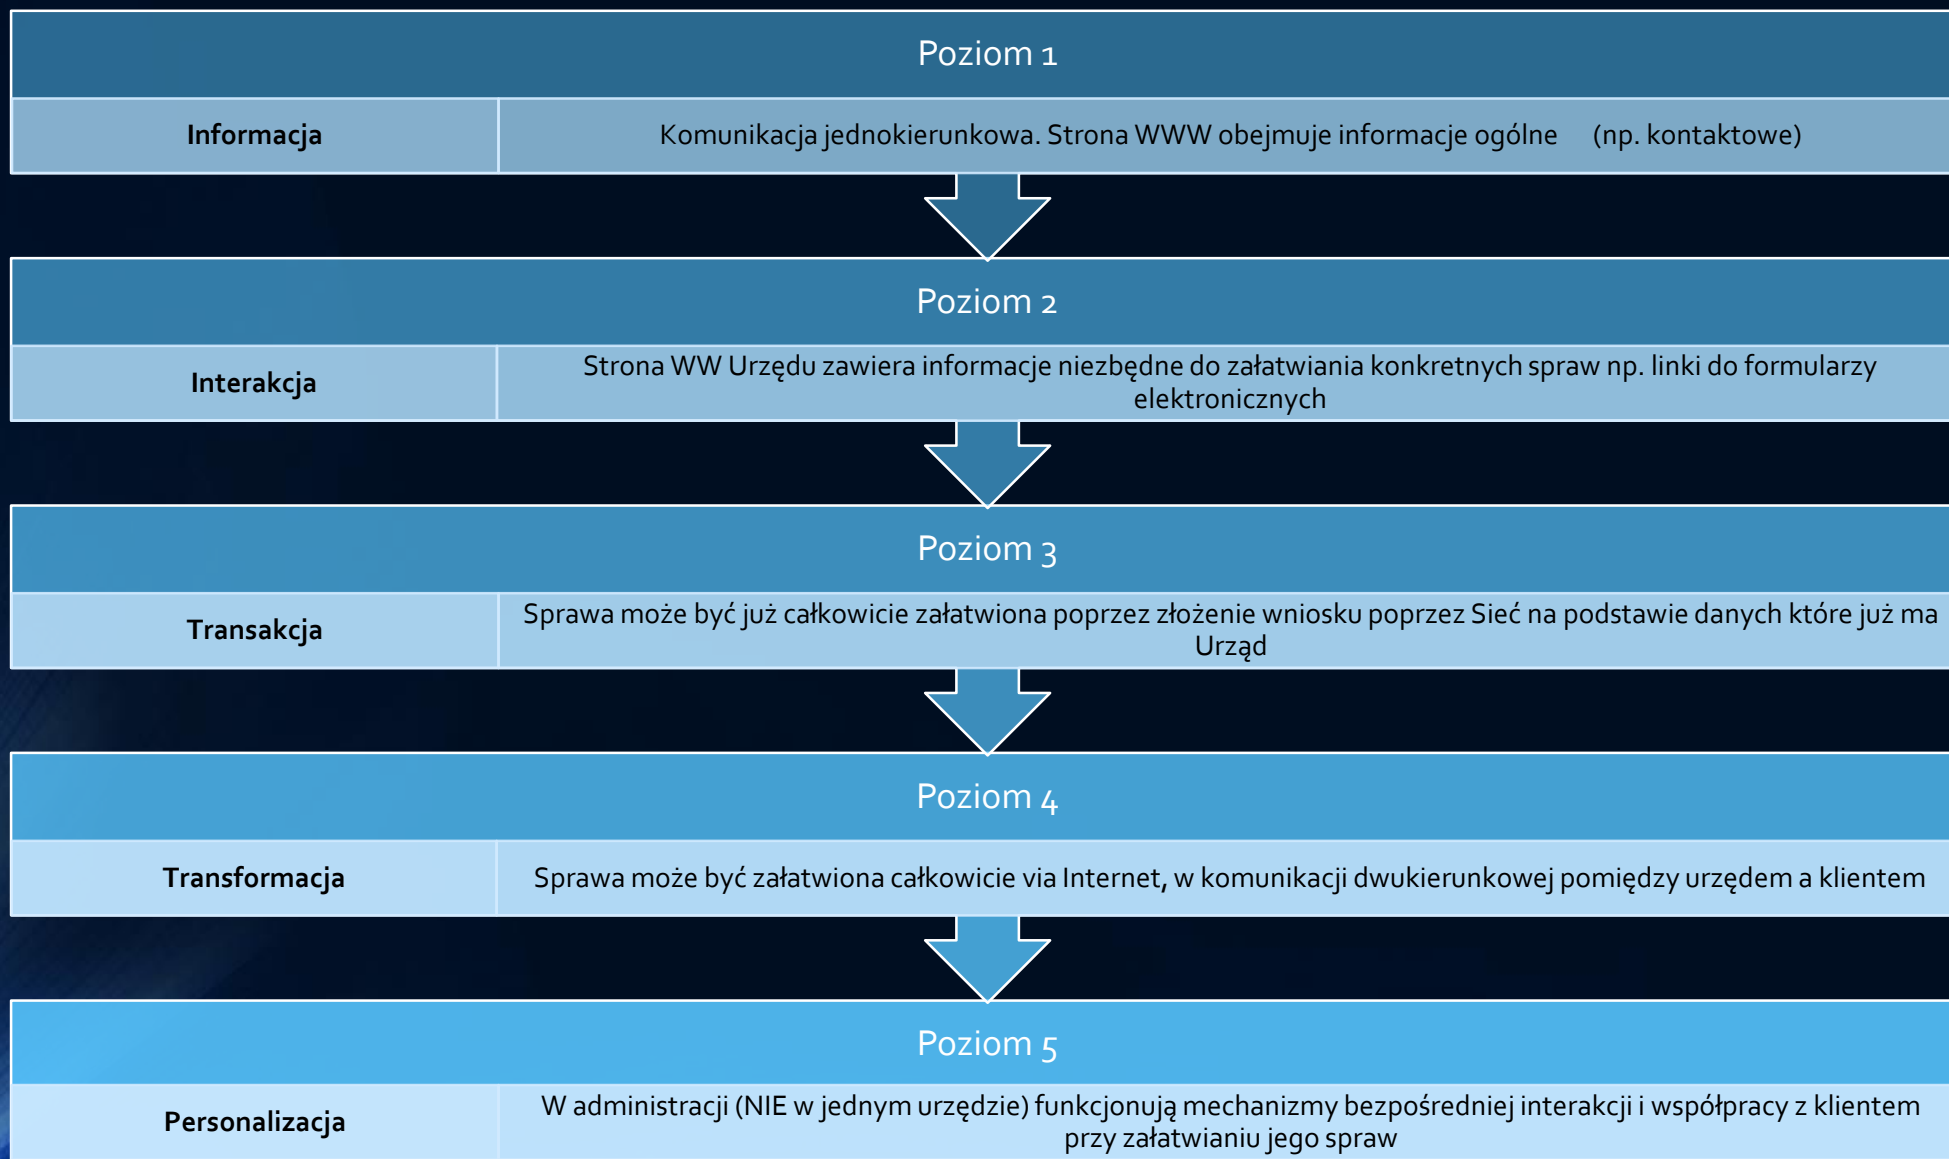 Poziom 1
Informacja
Komunikacja jednokierunkowa. Strona WWW obejmuje informacje ogólne (np. kontaktowe)
Poziom 2
Interakcja
Strona WW Urzędu zawiera informacje niezbędne do załatwiania konkretnych spraw np. linki do formularzy
elektronicznych
Poziom 3
Transakcja
Sprawa może być już całkowicie załatwiona poprzez złożenie wniosku poprzez Sieć na podstawie danych które już ma
Urząd
Poziom 4
Transformacja
Sprawa może być załatwiona całkowicie via Internet, w komunikacji dwukierunkowej pomiędzy urzędem a klientem
Poziom 5
Personalizacja
W administracji (NIE w jednym urzędzie) funkcjonują mechanizmy bezpośredniej interakcji i współpracy z klientem
przy załatwianiu jego spraw